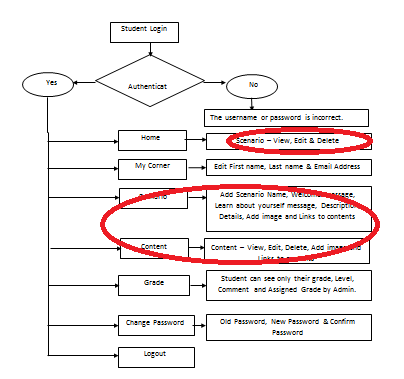 Student Login
Yes
Authenticat
No
The username or password is incorrect.
Home
Scenario – View, Edit & Delete
My Corner
Edit First name, Last name & Email Address
Add Scenario Name,
Learn about yourself message,
Details, Add image and Links to contents
Content
Content – View, Edit, Delete, Add image
Grade
Student can see only their grade, Level,
Comment and Assigned Grade by Admin.
Change Password
Old Password, New Password & Confirm
Password
Logout